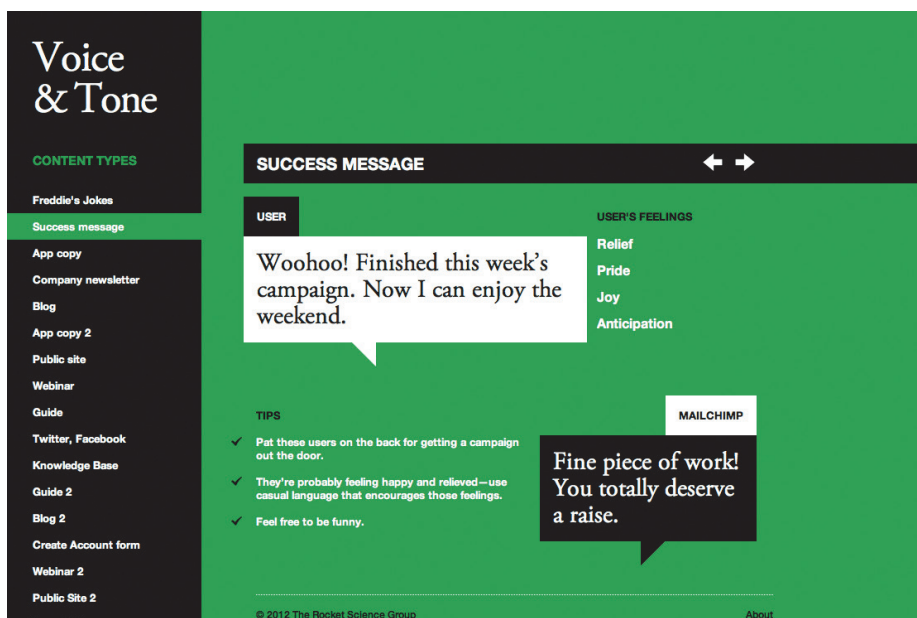 Voice
& Tone
CONTENT TYPES
Freddie's Jokes
Success message
App copy
Company newsletter
Blog
App copy 2
Public site
Webinar
Guide
Twitter, Facebook
Knowledge Base
Guide 2
Blog 2
Create Account form
Webinar 2
Public Site 2
SUCCESS MESSAGE
USER
Woohoo! Finished this week's
campaign. Now I can enjoy the
weekend.
USER'S FEELINGS
Relief
Pride
Joy
Anticipation
TIPS
Pat these users on the back for getting a campaign
out the door.
They're probably feeling happy and relieved—use
casual language that encourages those feelings.
Feel free to be funny.
MAILCHIMP
Fine piece of work!
You totally deserve
a raise.
© 2012 The Rocket Science Group
About